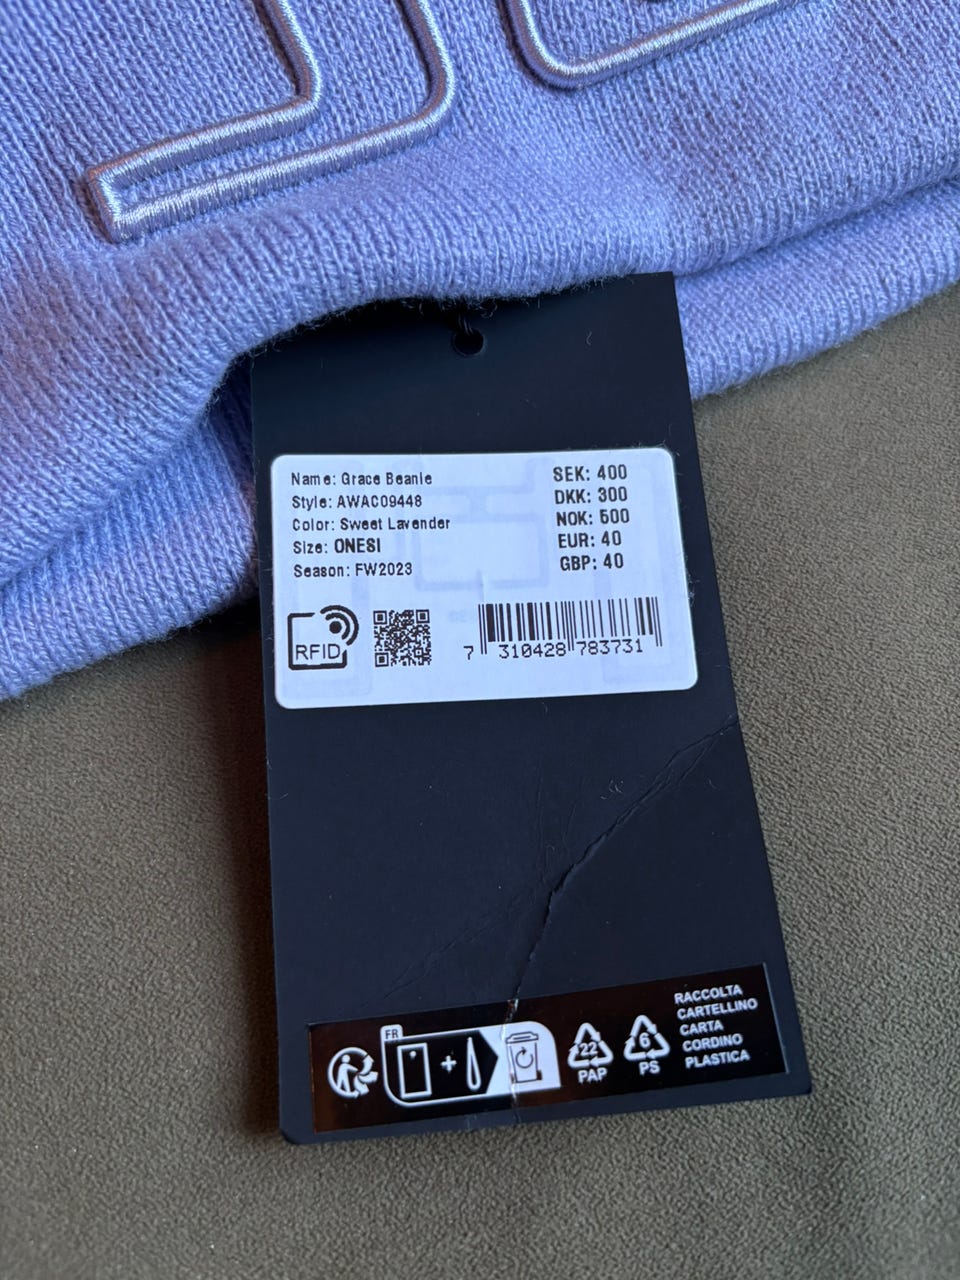 Name: Grace Beanie
Style: AWAC09448
Color: Sweet Lavender
Size: ONESI
Season: FW2023
SEK: 400
DKK: 300
NOK: 500
EUR: 40
GBP: 40
RFID
7 310428 783731
FR
22
PAP
6
PS
RACCOLTA
CARTELLINO
CARTA
CORDINO
PLASTICA